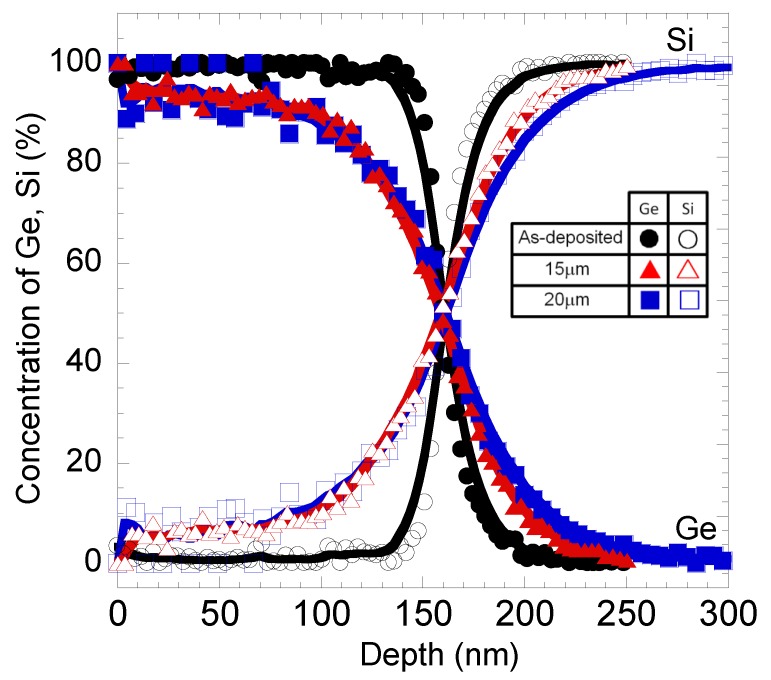 Si
100
80
60
40
20
0
Concentration of Ge, Si (%)
Ge Si
As-deposited
15μm
20μm
Ge
0 50 100 150 200 250 300
Depth (nm)